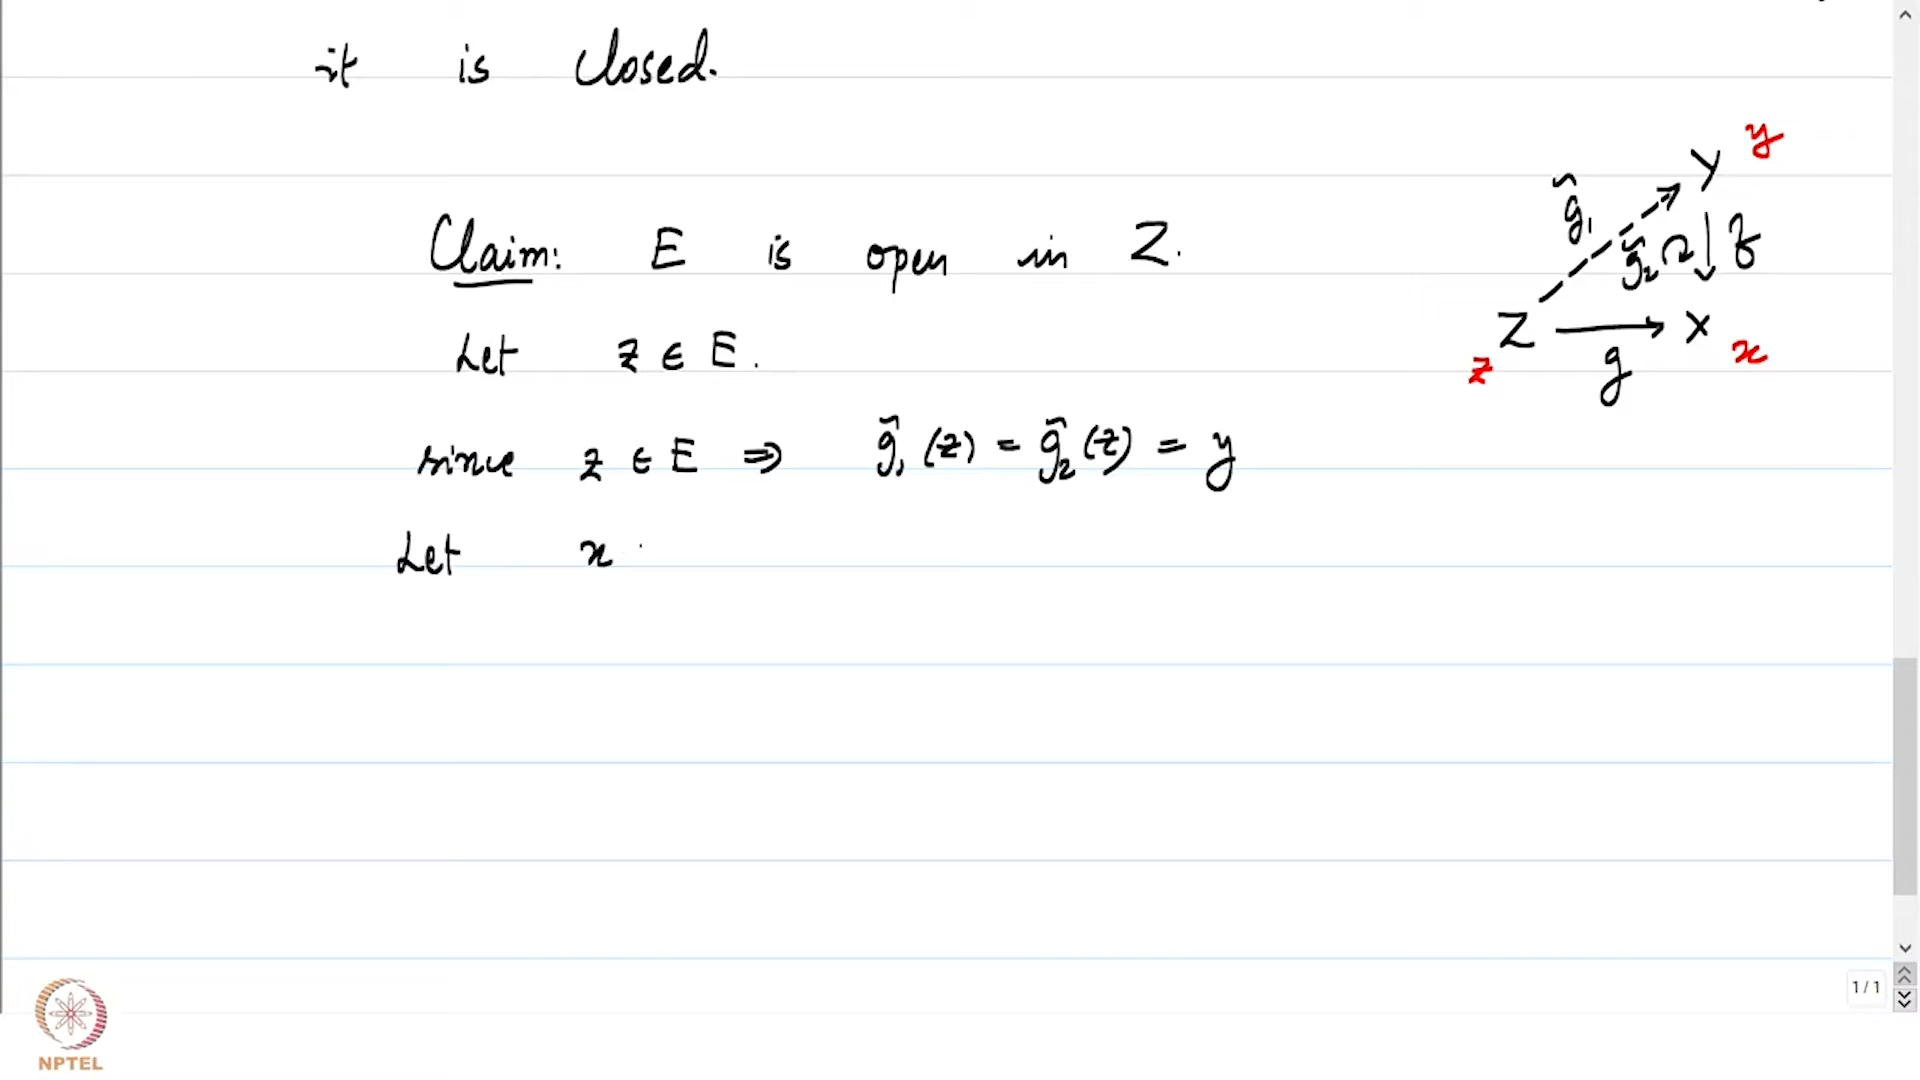 it is closed.
Claim: E is open in Z.
Let z ∈ E.
since z ∈ E ⇒ g̃₁(z) = g̃₂(z) = y
Let x
Y y
g̃₁ g̃₂ f
Z g X
z x
1 / 1
NPTEL